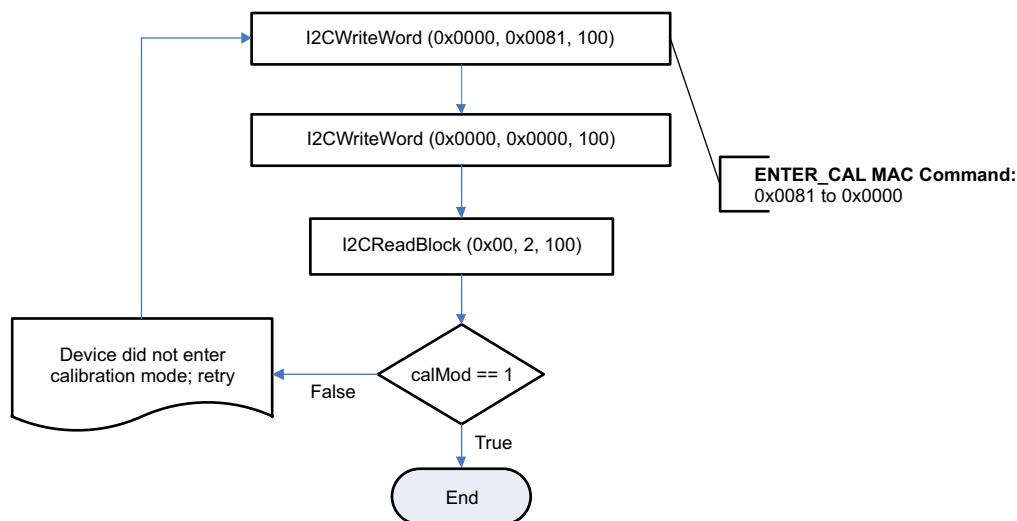 I2CWriteWord (0x0000, 0x0081, 100)
I2CWriteWord (0x0000, 0x0000, 100)
ENTER_CAL MAC Command:
0x0081 to 0x0000
I2CReadBlock (0x00, 2, 100)
Device did not enter
calibration mode; retry
calMod == 1
False
True
End